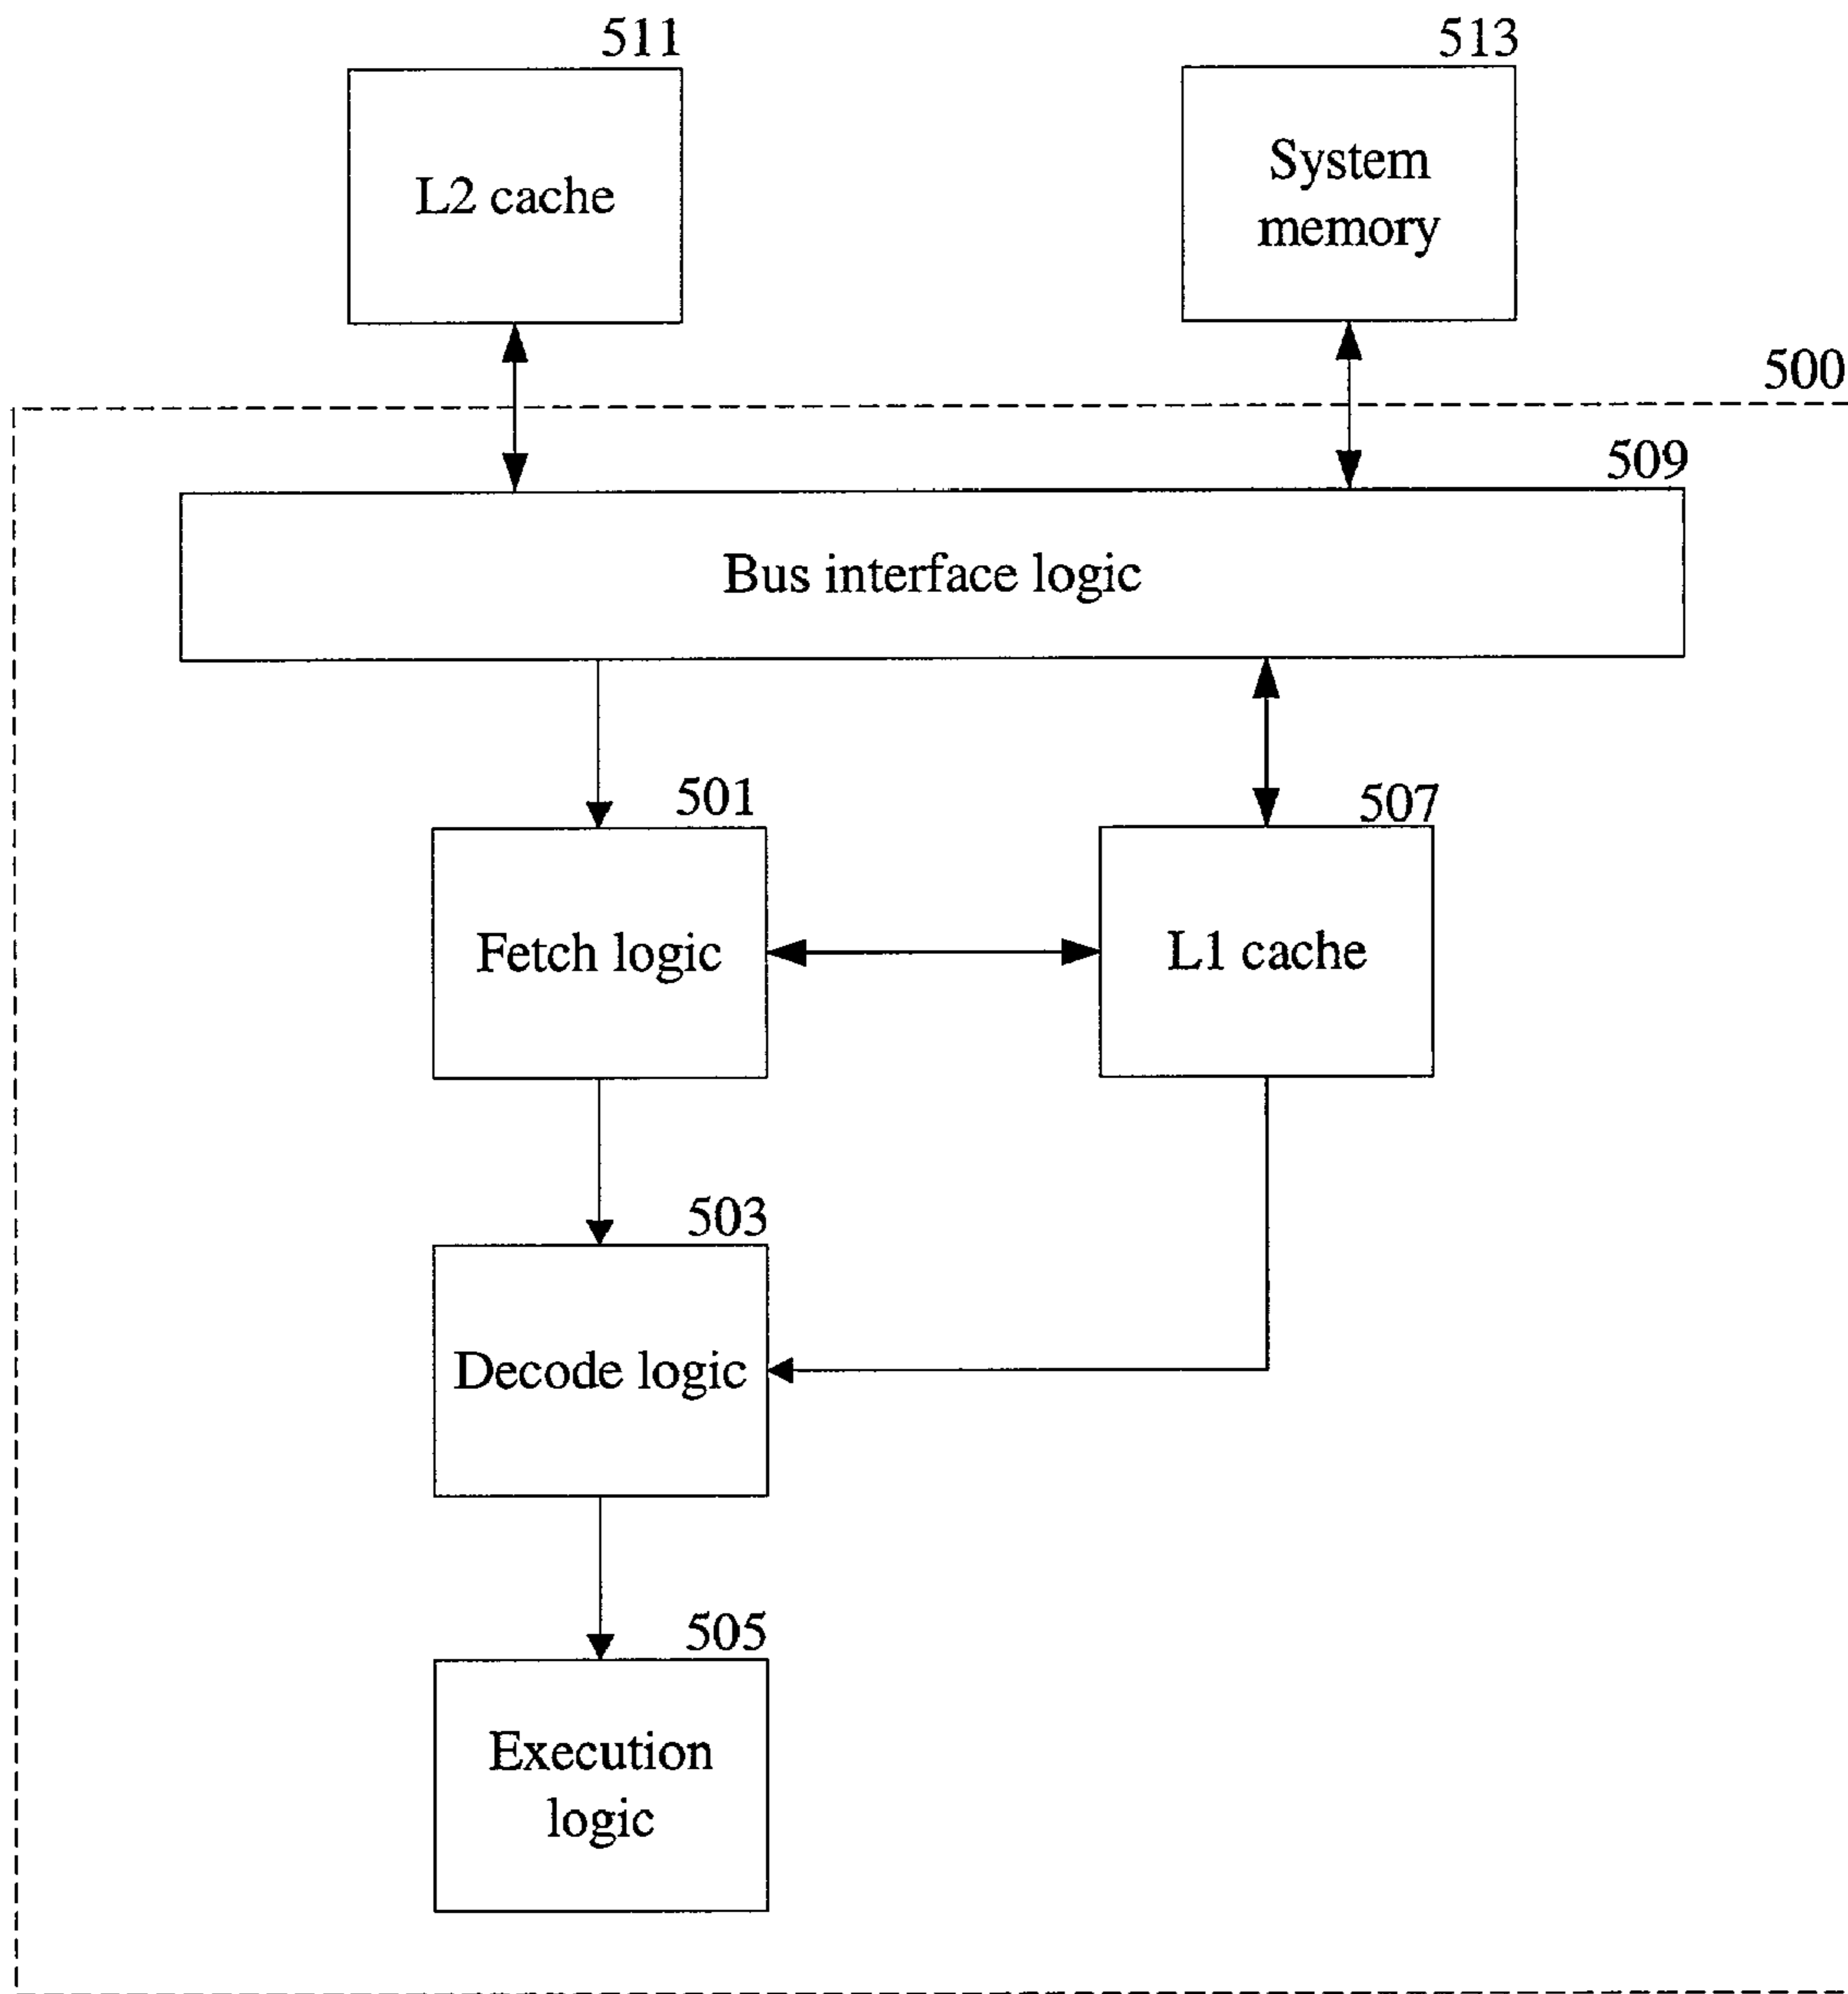 511
513
L2 cache
System
memory
500
509
Bus interface logic
501
507
Fetch logic
L1 cache
503
Decode logic
505
Execution
logic